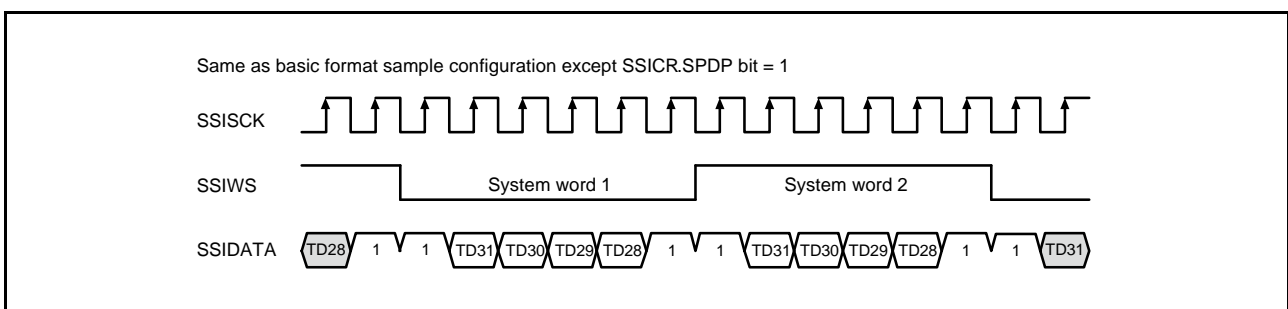 Same as basic format sample configuration except SSICR.SPDP bit = 1
SSISCK
SSIWS System word 1 System word 2
SSIDATA TD28 1 1 TD31 TD30 TD29 TD28 1 1 TD31 TD30 TD29 TD28 1 1 TD31